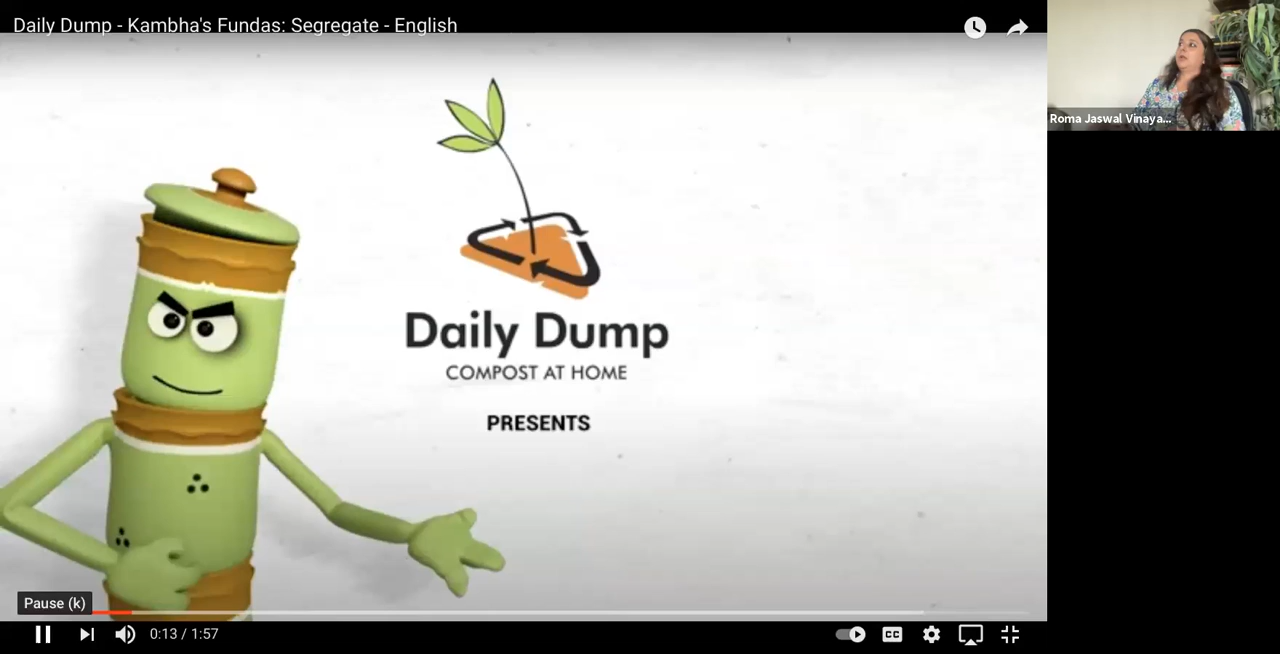 Daily Dump - Kambha's Fundas: Segregate - English
Roma Jaswal Vinaya...
Daily Dump
COMPOST AT HOME
PRESENTS
Pause (k)
0:13 / 1:57
CC